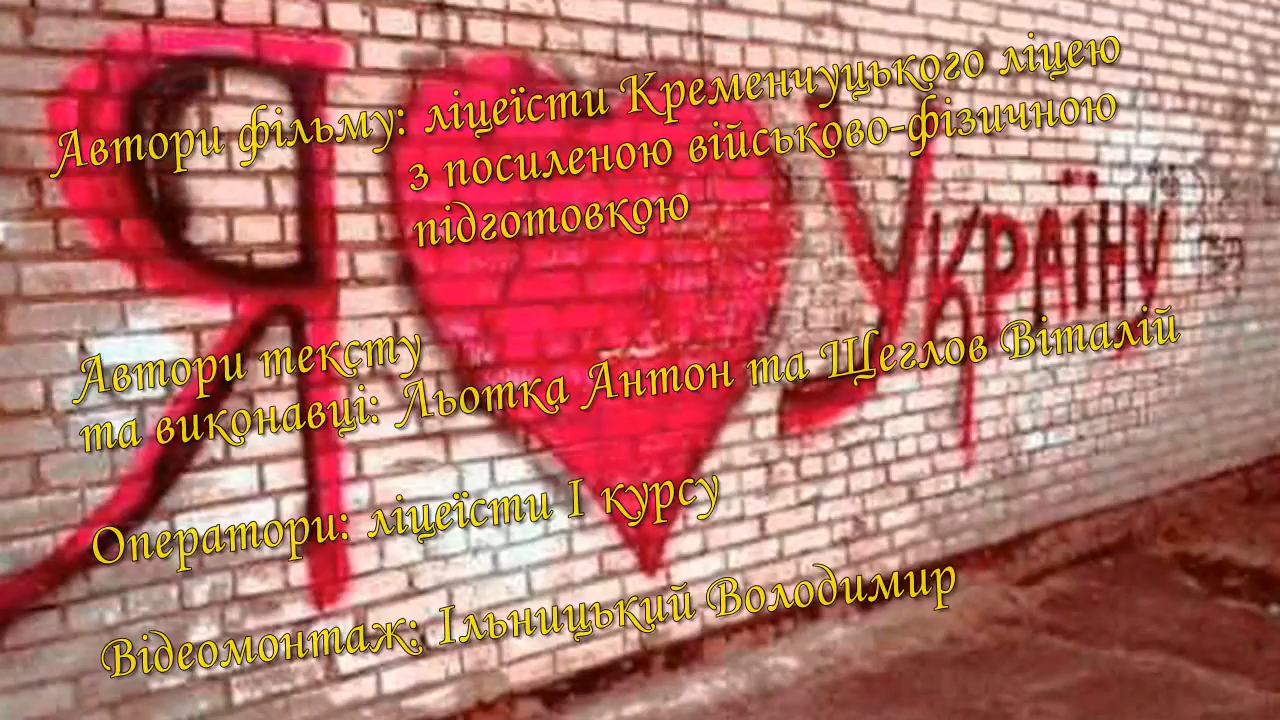 Я Україну
Автори фільму: ліцеїсти Кременчуцького ліцею
з посиленою військово-фізичною
підготовкою
Автори тексту
та виконавці: Льотка Антон та Щеглов Віталій
Оператори: ліцеїсти І курсу
Відеомонтаж: Ільницький Володимир